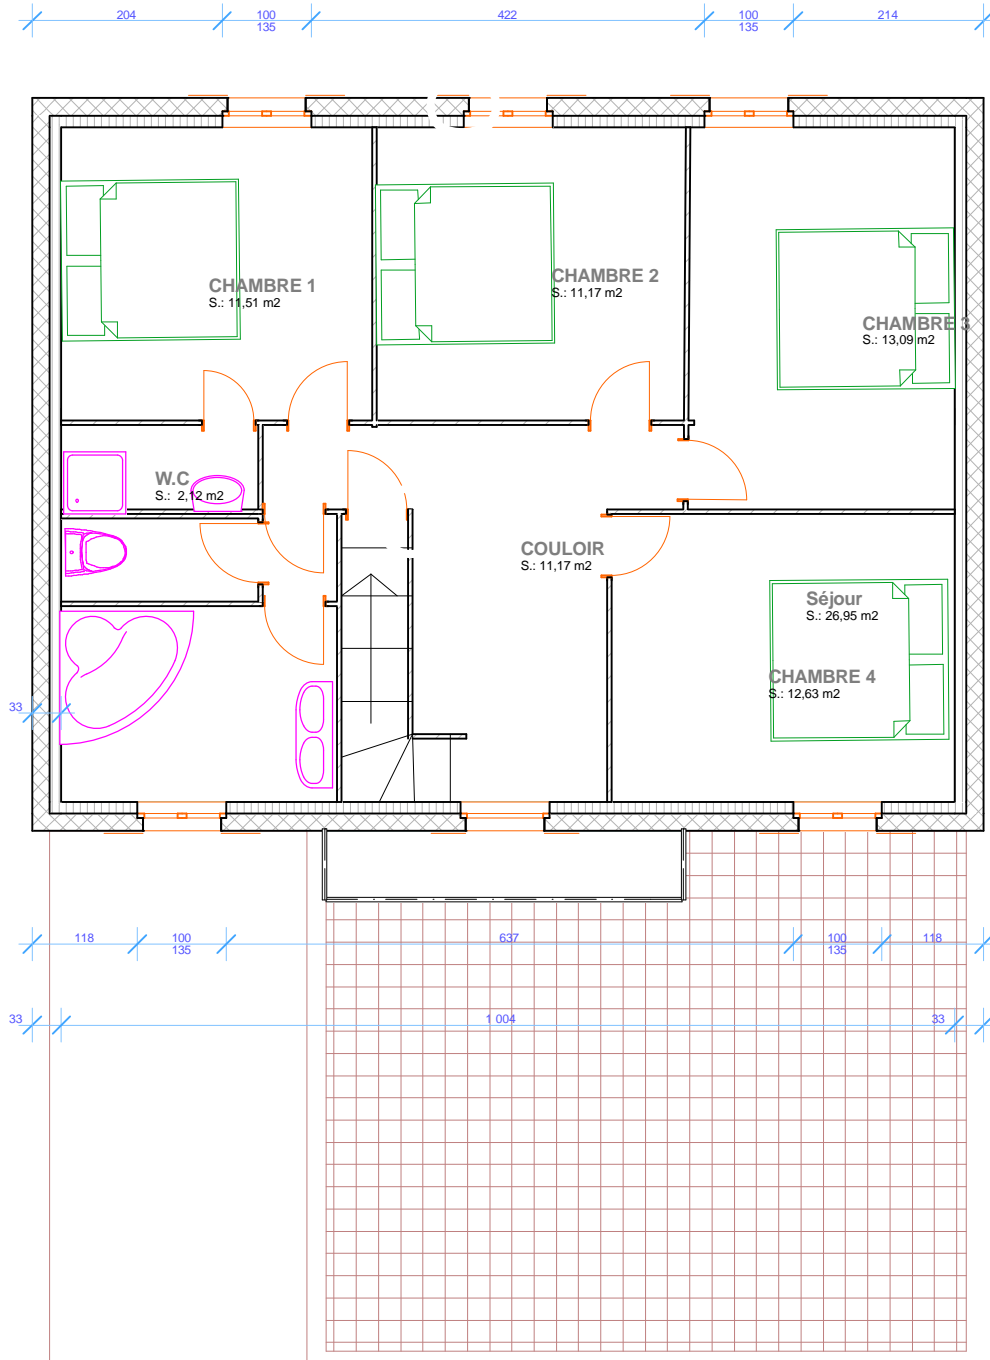 204
100
422
100
214
135
135
CHAMBRE 1
S.: 11,51 m2
CHAMBRE 2
S.: 11,17 m2
CHAMBRE 3
S.: 13,09 m2
W.C
S.: 2,12 m2
COULOIR
S.: 11,17 m2
Séjour
S.: 26,95 m2
CHAMBRE 4
S.: 12,63 m2
33
118
100
637
100
118
135
135
33
1 004
33